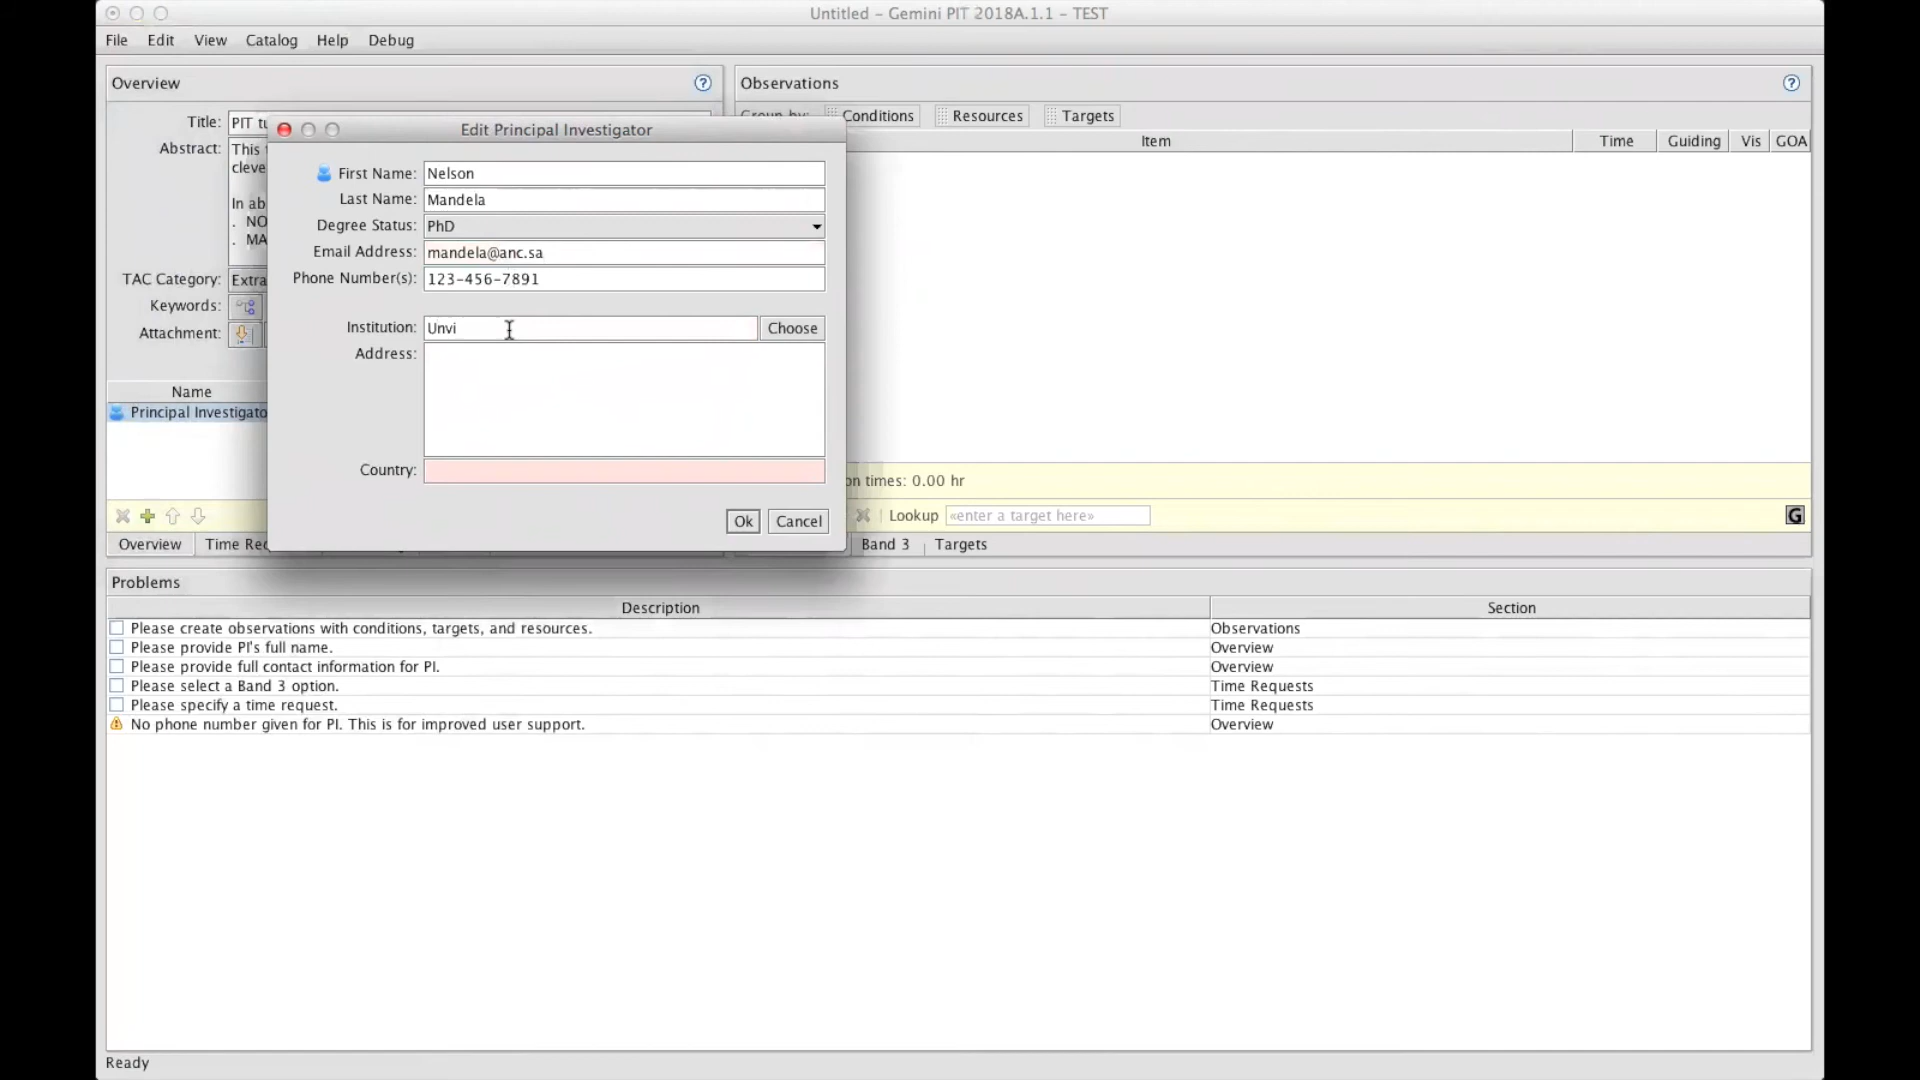 Untitled – Gemini PIT 2018A.1.1 – TEST
File Edit View Catalog Help Debug
Overview
Title: PIT tu
Abstract: This
cleve
In ab
. NO
. MA
TAC Category: Extra
Keywords:
Attachment:
Name
Principal Investigato
Overview Time Rec
Edit Principal Investigator
First Name: Nelson
Last Name: Mandela
Degree Status: PhD
Email Address: mandela@anc.sa
Phone Number(s): 123-456-7891
Institution: Unvi Choose
Address:
Country:
Ok Cancel
Observations
Group by: Conditions Resources Targets
Item Time Guiding Vis GOA
on times: 0.00 hr
Lookup «enter a target here» G
Band 3 Targets
Problems
Description Section
Please create observations with conditions, targets, and resources. Observations
Please provide PI's full name. Overview
Please provide full contact information for PI. Overview
Please select a Band 3 option. Time Requests
Please specify a time request. Time Requests
No phone number given for PI. This is for improved user support. Overview
Ready